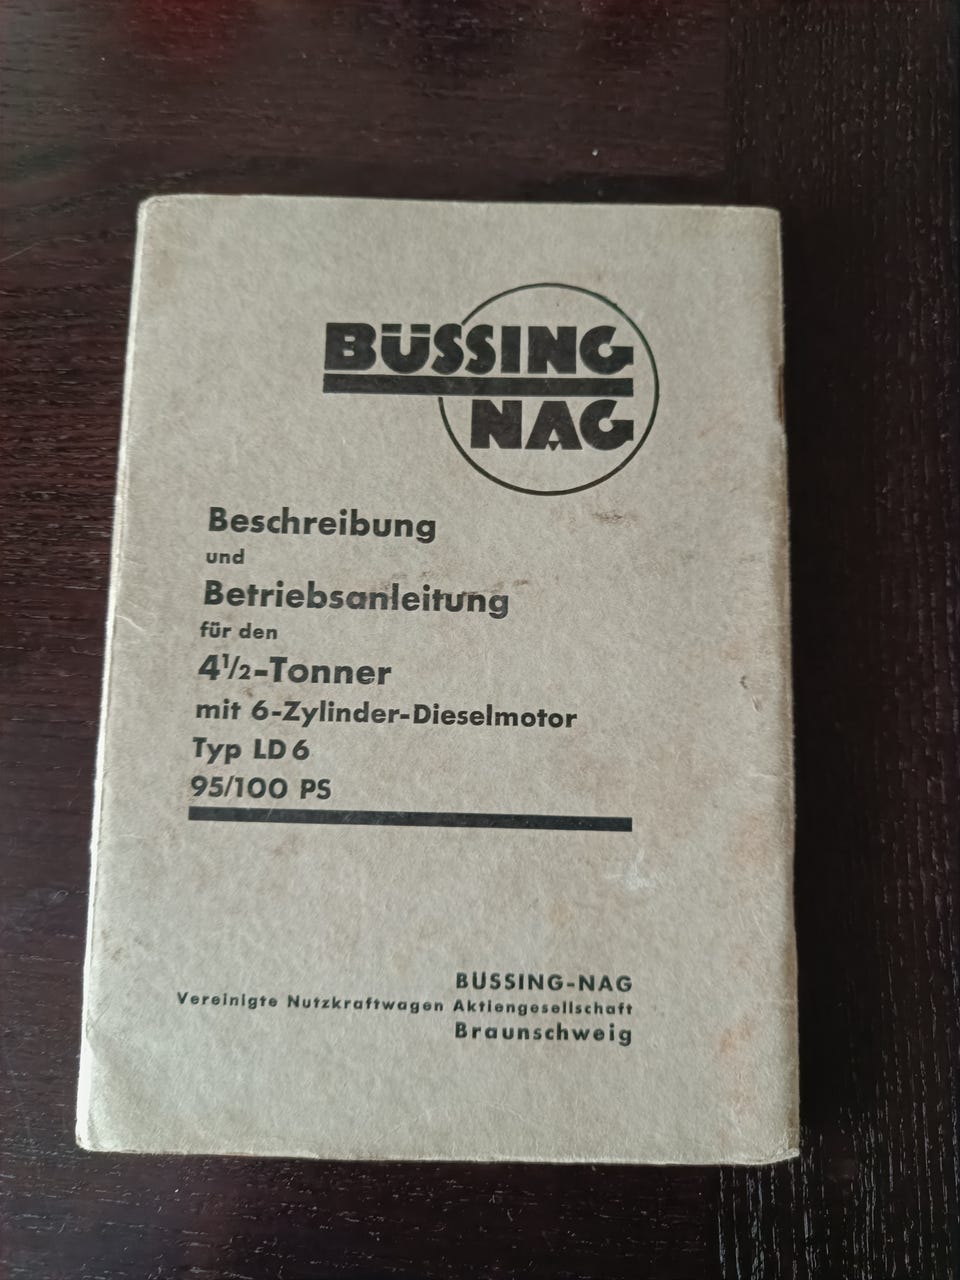 BÜSSING
NAG
Beschreibung
und
Betriebsanleitung
für den
4½-Tonner
mit 6-Zylinder-Dieselmotor
Typ LD 6
95/100 PS
BÜSSING-NAG
Vereinigte Nutzkraftwagen Aktiengesellschaft
Braunschweig